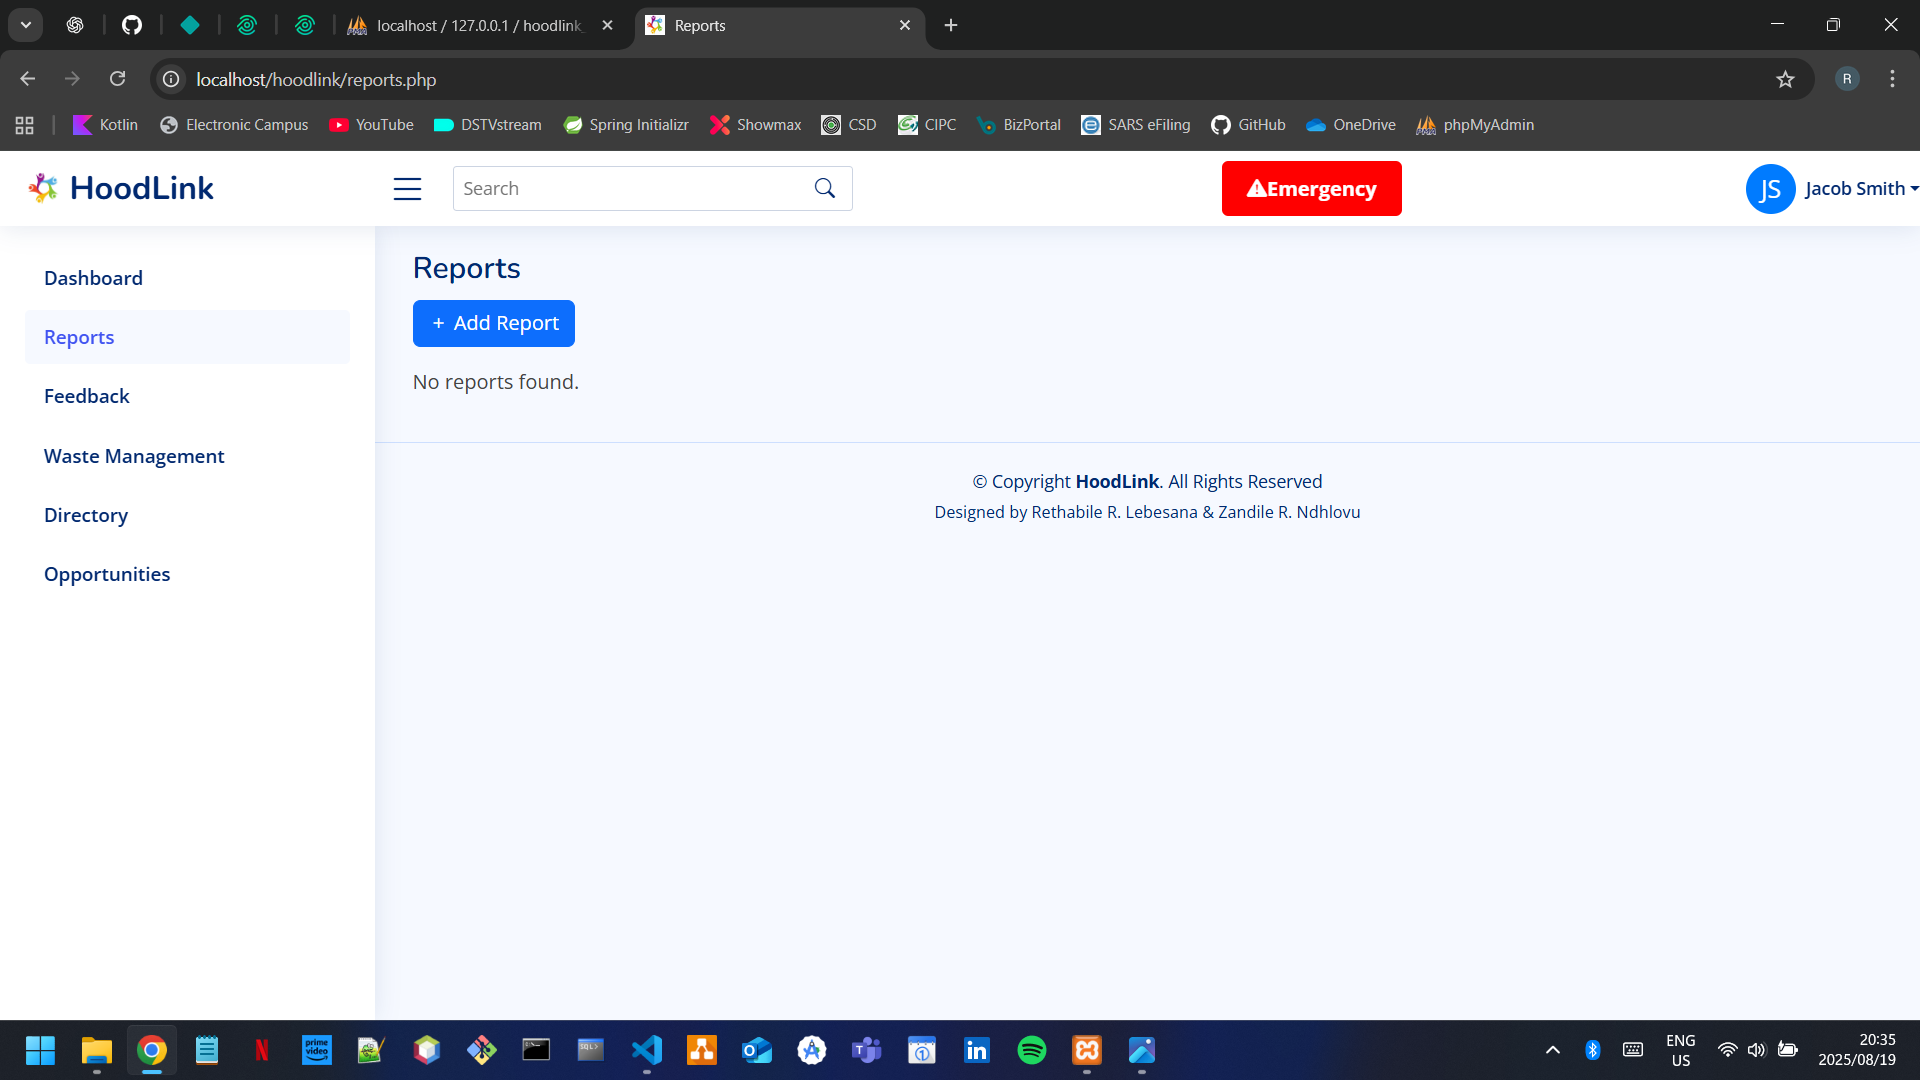 localhost / 127.0.0.1 / hoodlink_
Reports
localhost/hoodlink/reports.php
R
Kotlin
Electronic Campus
YouTube
DSTVstream
Spring Initializr
Showmax
CSD
CIPC
BizPortal
SARS eFiling
GitHub
OneDrive
phpMyAdmin
HoodLink
Search
Emergency
JS
Jacob Smith
Dashboard
Reports
Feedback
Waste Management
Directory
Opportunities
Reports
+ Add Report
No reports found.
© Copyright HoodLink. All Rights Reserved
Designed by Rethabile R. Lebesana & Zandile R. Ndhlovu
prime video
ENG
US
20:35
2025/08/19